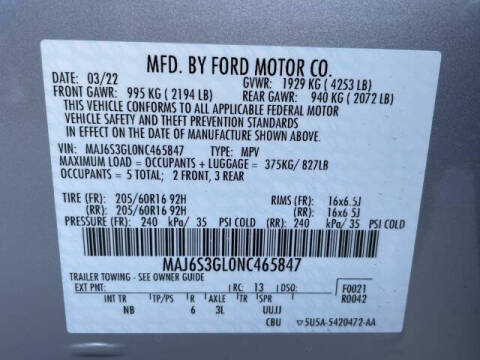 MFD. BY FORD MOTOR CO.
DATE: 03/22 GVWR: 1929 KG ( 4253 LB)
FRONT GAWR: 995 KG ( 2194 LB) REAR GAWR: 940 KG ( 2072 LB)
THIS VEHICLE CONFORMS TO ALL APPLICABLE FEDERAL MOTOR
VEHICLE SAFETY AND THEFT PREVENTION STANDARDS
IN EFFECT ON THE DATE OF MANUFACTURE SHOWN ABOVE.
VIN: MAJ6S3GL0NC465847 TYPE: MPV
MAXIMUM LOAD = OCCUPANTS + LUGGAGE = 375KG/ 827LB
OCCUPANTS = 5 TOTAL; 2 FRONT, 3 REAR
TIRE (FR): 205/60R16 92H RIMS (FR): 16x6.5J
(RR): 205/60R16 92H (RR): 16x6.5J
PRESSURE (FR): 240 kPa/ 35 PSI COLD (RR): 240 kPa/ 35 PSI COLD
MAJ6S3GL0NC465847
TRAILER TOWING - SEE OWNER GUIDE
EXT PNT: RC: 13 DSO: F0021
R0042
INT TR TP/PS R AXLE TR SPR
NB 6 3L UUJJ
CBU 5U5A-5420472-AA